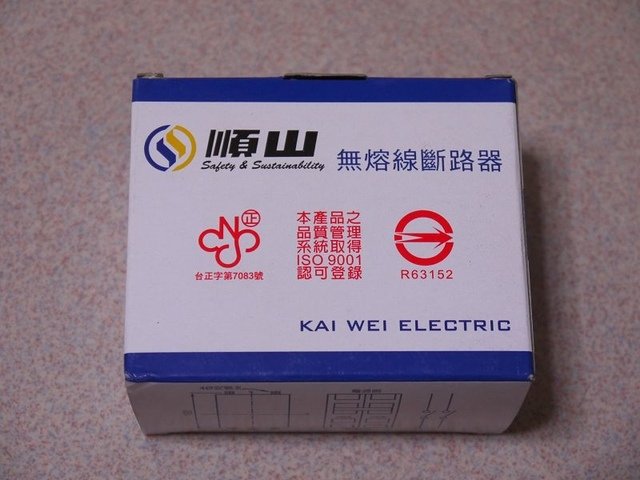 順山
Safety & Sustainability
無熔線斷路器
正
CNS
台正字第7083號
本產品之
品質管理
系統取得
ISO 9001
認可登錄
R63152
KAI WEI ELECTRIC